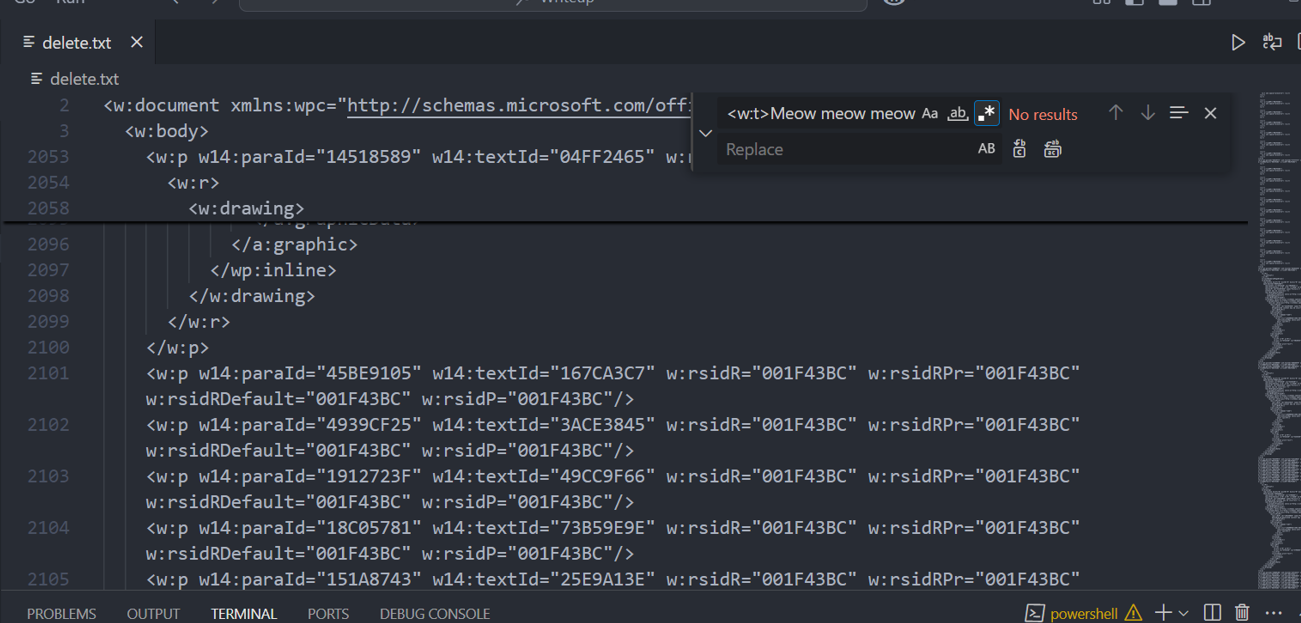 Go Run Writeup
delete.txt
delete.txt
2 <w:document xmlns:wpc="http://schemas.microsoft.com/offi
<w:t>Meow meow meow Aa ab .* No results
Replace AB
3 <w:body>
2053 <w:p w14:paraId="14518589" w14:textId="04FF2465" w:r
2054 <w:r>
2058 <w:drawing>
2096 </a:graphic>
2097 </wp:inline>
2098 </w:drawing>
2099 </w:r>
2100 </w:p>
2101 <w:p w14:paraId="45BE9105" w14:textId="167CA3C7" w:rsidR="001F43BC" w:rsidRPr="001F43BC"
w:rsidRDefault="001F43BC" w:rsidP="001F43BC"/>
2102 <w:p w14:paraId="4939CF25" w14:textId="3ACE3845" w:rsidR="001F43BC" w:rsidRPr="001F43BC"
w:rsidRDefault="001F43BC" w:rsidP="001F43BC"/>
2103 <w:p w14:paraId="1912723F" w14:textId="49CC9F66" w:rsidR="001F43BC" w:rsidRPr="001F43BC"
w:rsidRDefault="001F43BC" w:rsidP="001F43BC"/>
2104 <w:p w14:paraId="18C05781" w14:textId="73B59E9E" w:rsidR="001F43BC" w:rsidRPr="001F43BC"
w:rsidRDefault="001F43BC" w:rsidP="001F43BC"/>
2105 <w:p w14:paraId="151A8743" w14:textId="25E9A13E" w:rsidR="001F43BC" w:rsidRPr="001F43BC"
PROBLEMS OUTPUT TERMINAL PORTS DEBUG CONSOLE powershell